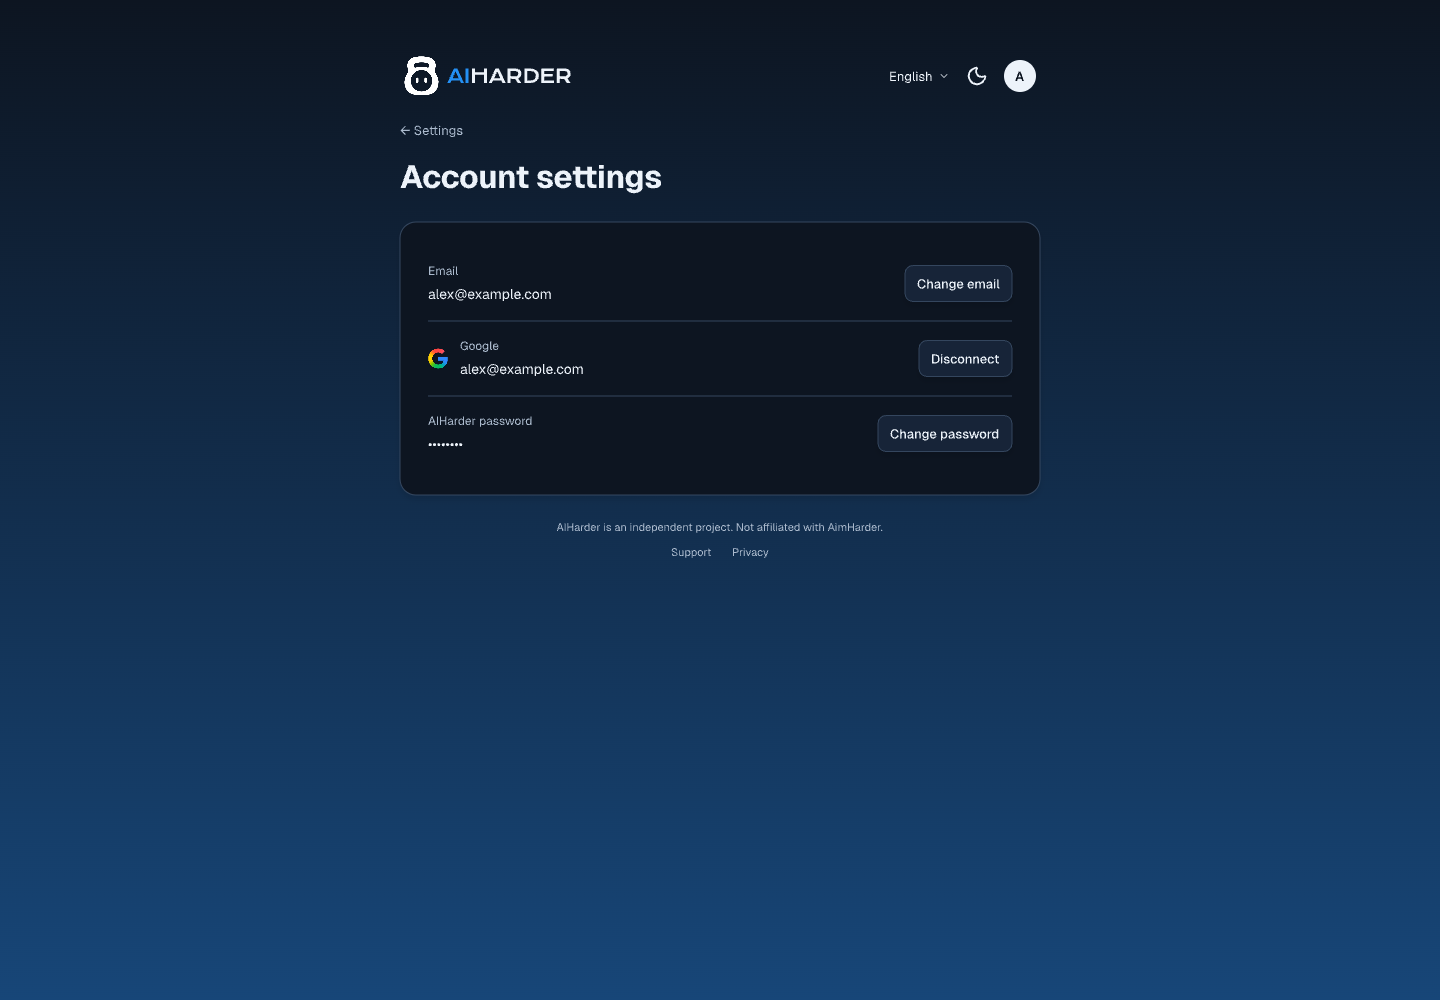 AIHARDER
English
A
← Settings
Account settings
Email
alex@example.com
Change email
Google
alex@example.com
Disconnect
AIHarder password
••••••••
Change password
AIHarder is an independent project. Not affiliated with AimHarder.
Support Privacy